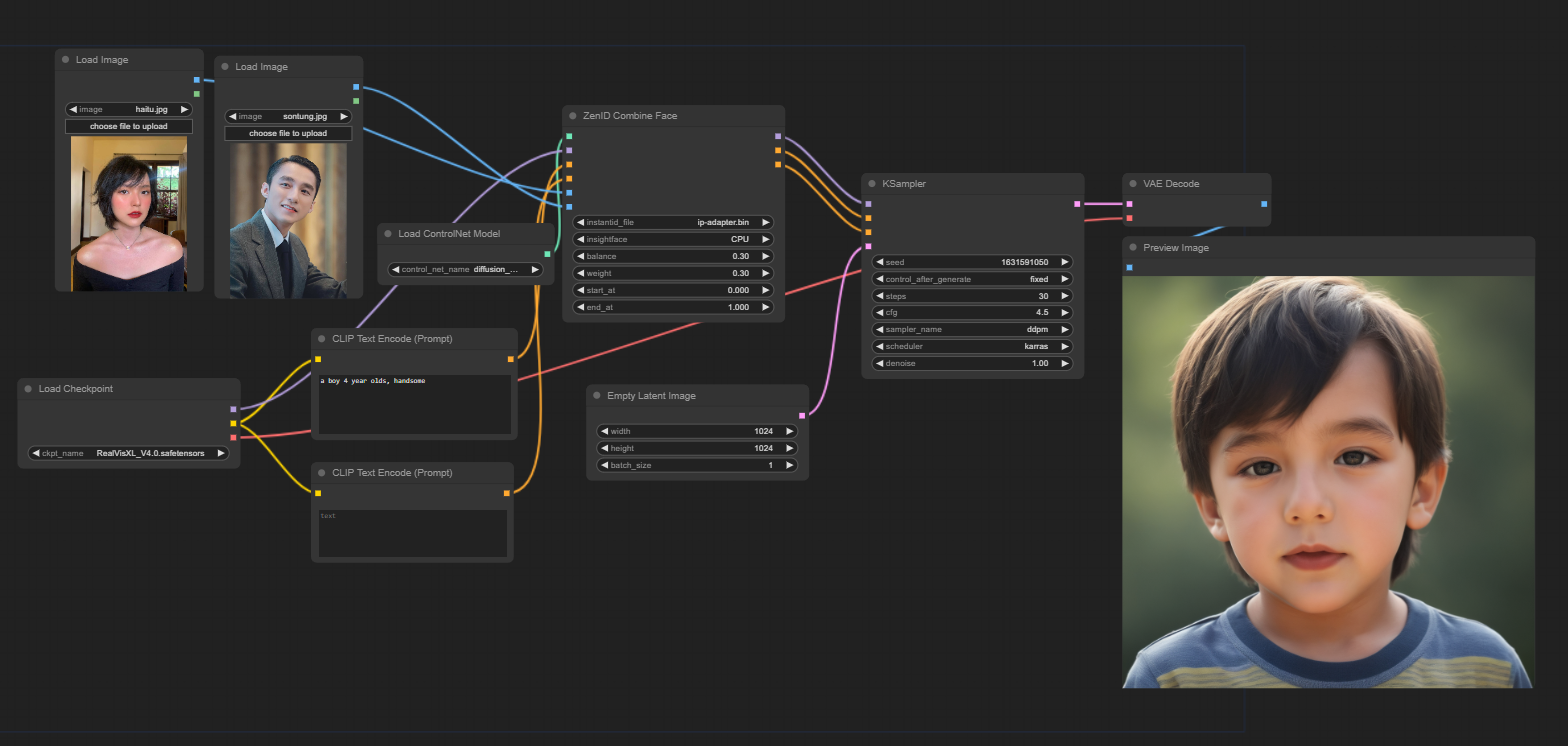 Load Image
image haitu.jpg
choose file to upload
Load Image
image sontung.jpg
choose file to upload
Load ControlNet Model
control_net_name diffusion_...
ZenID Combine Face
instantid_file ip-adapter.bin
insightface CPU
balance 0.30
weight 0.30
start_at 0.000
end_at 1.000
KSampler
seed 1631591050
control_after_generate fixed
steps 30
cfg 4.5
sampler_name ddpm
scheduler karras
denoise 1.00
VAE Decode
Preview Image
Load Checkpoint
ckpt_name RealVisXL_V4.0.safetensors
CLIP Text Encode (Prompt)
a boy 4 year olds, handsome
CLIP Text Encode (Prompt)
text
Empty Latent Image
width 1024
height 1024
batch_size 1